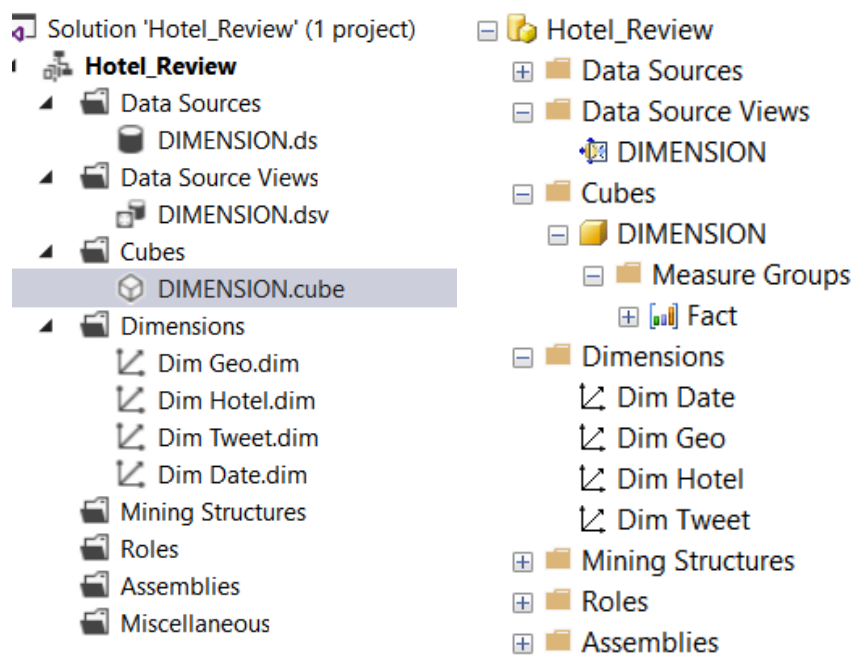 Solution 'Hotel_Review' (1 project)
Hotel_Review
Data Sources
DIMENSION.ds
Data Source Views
DIMENSION.dsv
Cubes
DIMENSION.cube
Dimensions
Dim Geo.dim
Dim Hotel.dim
Dim Tweet.dim
Dim Date.dim
Mining Structures
Roles
Assemblies
Miscellaneous
Hotel_Review
Data Sources
Data Source Views
DIMENSION
Cubes
DIMENSION
Measure Groups
Fact
Dimensions
Dim Date
Dim Geo
Dim Hotel
Dim Tweet
Mining Structures
Roles
Assemblies